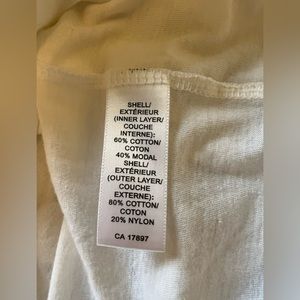 SHELL/
EXTÉRIEUR
(INNER LAYER/
COUCHE
INTERNE):
60% COTTON/
COTON
40% MODAL
SHELL/
EXTÉRIEUR
(OUTER LAYER/
COUCHE
EXTERNE):
80% COTTON/
COTON
20% NYLON
CA 17897